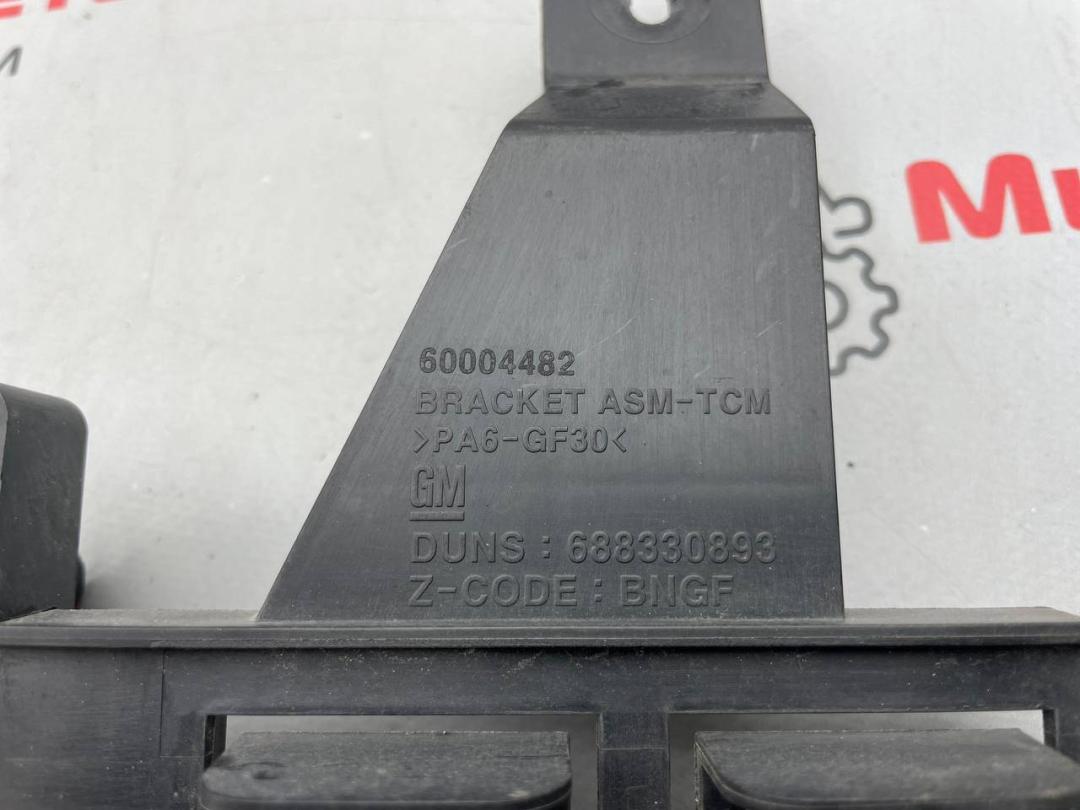 60004482
BRACKET ASM-TCM
>PA6-GF30<
GM
DUNS : 688330893
Z-CODE : BNGF